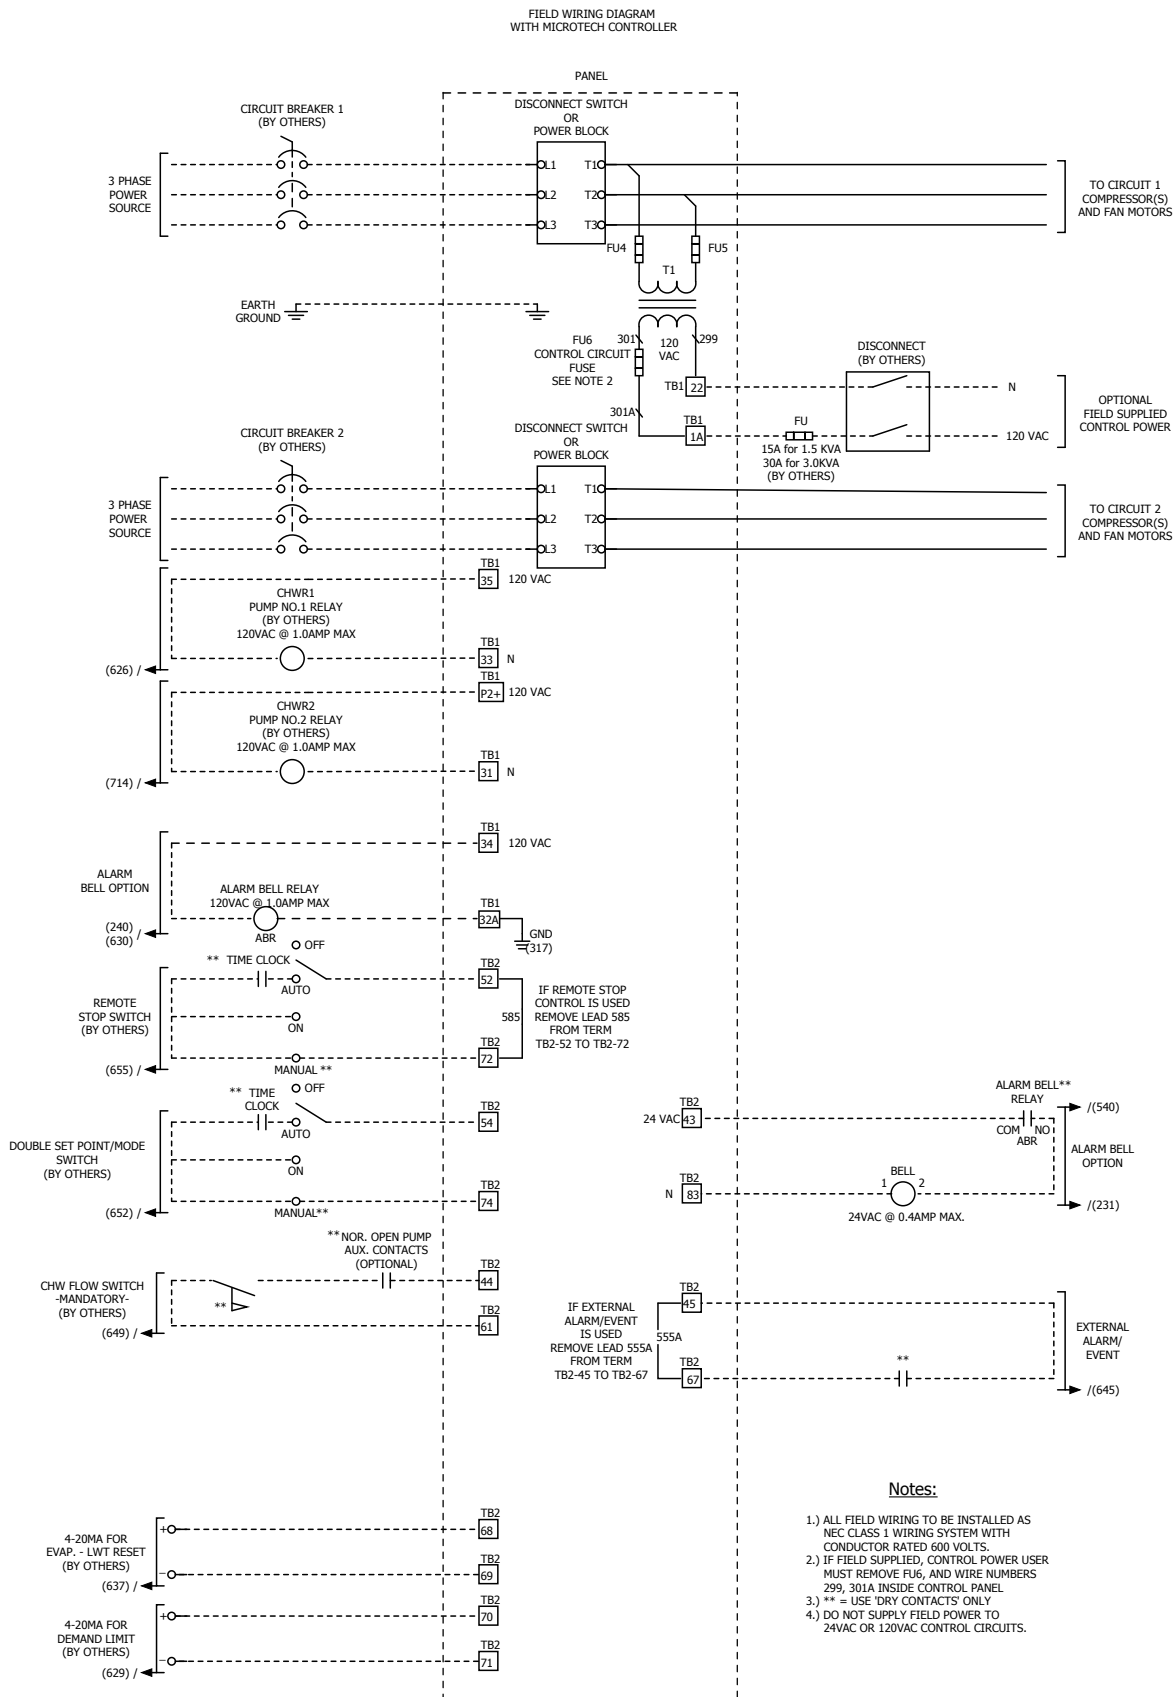 FIELD WIRING DIAGRAM
WITH MICROTECH CONTROLLER
PANEL
CIRCUIT BREAKER 1
(BY OTHERS)
DISCONNECT SWITCH
OR
POWER BLOCK
3 PHASE
POWER
SOURCE
L1
L2
L3
T1
T2
T3
TO CIRCUIT 1
COMPRESSOR(S)
AND FAN MOTORS
FU4
FU5
T1
EARTH
GROUND
301
120
VAC
299
FU6
CONTROL CIRCUIT
FUSE
SEE NOTE 2
DISCONNECT
(BY OTHERS)
TB1
22
N
OPTIONAL
FIELD SUPPLIED
CONTROL POWER
301A
TB1
1A
FU
120 VAC
15A for 1.5 KVA
30A for 3.0KVA
(BY OTHERS)
CIRCUIT BREAKER 2
(BY OTHERS)
DISCONNECT SWITCH
OR
POWER BLOCK
3 PHASE
POWER
SOURCE
L1
L2
L3
T1
T2
T3
TO CIRCUIT 2
COMPRESSOR(S)
AND FAN MOTORS
TB1
35
120 VAC
CHWR1
PUMP NO.1 RELAY
(BY OTHERS)
120VAC @ 1.0AMP MAX
TB1
33
N
(626) /
TB1
P2+
120 VAC
CHWR2
PUMP NO.2 RELAY
(BY OTHERS)
120VAC @ 1.0AMP MAX
TB1
31
N
(714) /
TB1
34
120 VAC
ALARM
BELL OPTION
ALARM BELL RELAY
120VAC @ 1.0AMP MAX
ABR
TB1
32A
GND
(317)
(240)
(630) /
OFF
** TIME CLOCK
AUTO
TB2
52
REMOTE
STOP SWITCH
(BY OTHERS)
ON
585
IF REMOTE STOP
CONTROL IS USED
REMOVE LEAD 585
FROM TERM
TB2-52 TO TB2-72
TB2
72
(655) /
MANUAL **
OFF
** TIME
CLOCK
AUTO
TB2
54
DOUBLE SET POINT/MODE
SWITCH
(BY OTHERS)
ON
TB2
74
MANUAL**
(652) /
24 VAC
TB2
43
ALARM BELL**
RELAY
COM
NO
ABR
/(540)
ALARM BELL
OPTION
N
TB2
83
BELL
1
2
24VAC @ 0.4AMP MAX.
/(231)
**NOR. OPEN PUMP
AUX. CONTACTS
(OPTIONAL)
CHW FLOW SWITCH
-MANDATORY-
(BY OTHERS)
**
TB2
44
TB2
61
(649) /
IF EXTERNAL
ALARM/EVENT
IS USED
REMOVE LEAD 555A
FROM TERM
TB2-45 TO TB2-67
555A
TB2
45
TB2
67
**
EXTERNAL
ALARM/
EVENT
/(645)
4-20MA FOR
EVAP. - LWT RESET
(BY OTHERS)
+
−
TB2
68
TB2
69
(637) /
4-20MA FOR
DEMAND LIMIT
(BY OTHERS)
+
−
TB2
70
TB2
71
(629) /
Notes:
1.) ALL FIELD WIRING TO BE INSTALLED AS
NEC CLASS 1 WIRING SYSTEM WITH
CONDUCTOR RATED 600 VOLTS.
2.) IF FIELD SUPPLIED, CONTROL POWER USER
MUST REMOVE FU6, AND WIRE NUMBERS
299, 301A INSIDE CONTROL PANEL
3.) ** = USE 'DRY CONTACTS' ONLY
4.) DO NOT SUPPLY FIELD POWER TO
24VAC OR 120VAC CONTROL CIRCUITS.